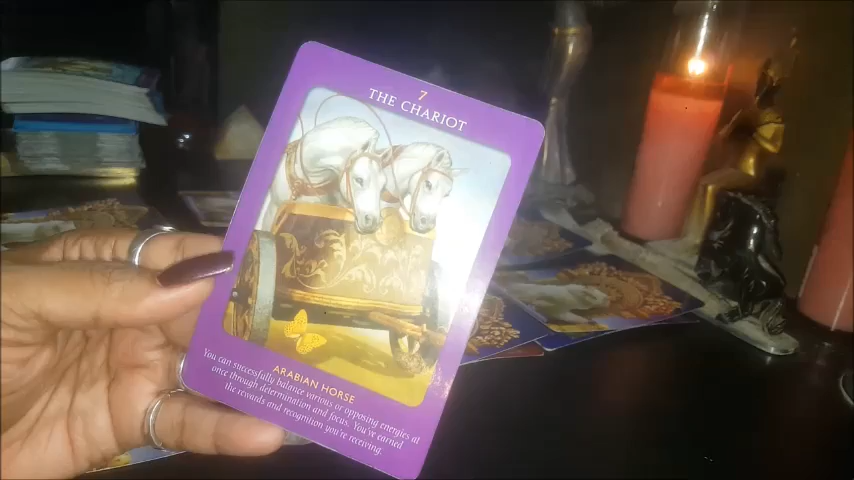 7
THE CHARIOT
ARABIAN HORSE
You can successfully balance various or opposing energies at
once through determination and focus. You've earned
the rewards and recognition you're receiving.